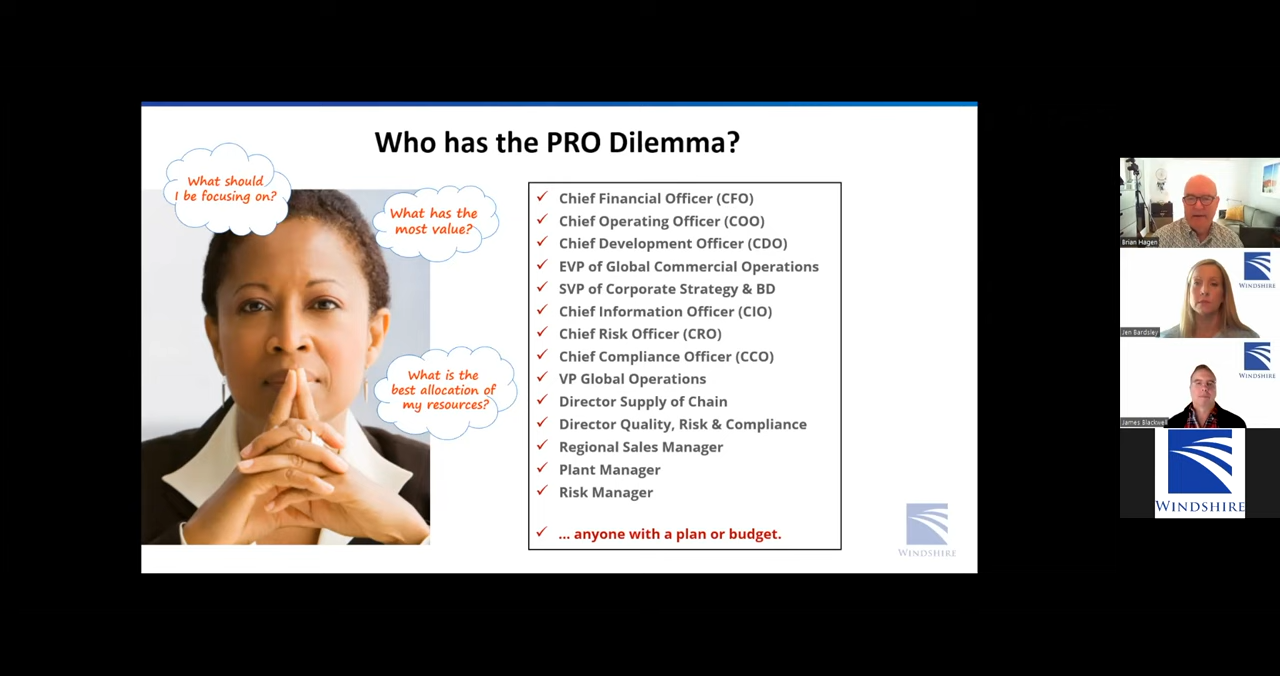 Who has the PRO Dilemma?
What should
I be focusing on?
What has the
most value?
What is the
best allocation of
my resources?
✓ Chief Financial Officer (CFO)
✓ Chief Operating Officer (COO)
✓ Chief Development Officer (CDO)
✓ EVP of Global Commercial Operations
✓ SVP of Corporate Strategy & BD
✓ Chief Information Officer (CIO)
✓ Chief Risk Officer (CRO)
✓ Chief Compliance Officer (CCO)
✓ VP Global Operations
✓ Director Supply of Chain
✓ Director Quality, Risk & Compliance
✓ Regional Sales Manager
✓ Plant Manager
✓ Risk Manager
✓ ... anyone with a plan or budget.
WINDSHIRE
Brian Hagen
WINDSHIRE
Jen Bardsley
WINDSHIRE
James Blackwell
WINDSHIRE